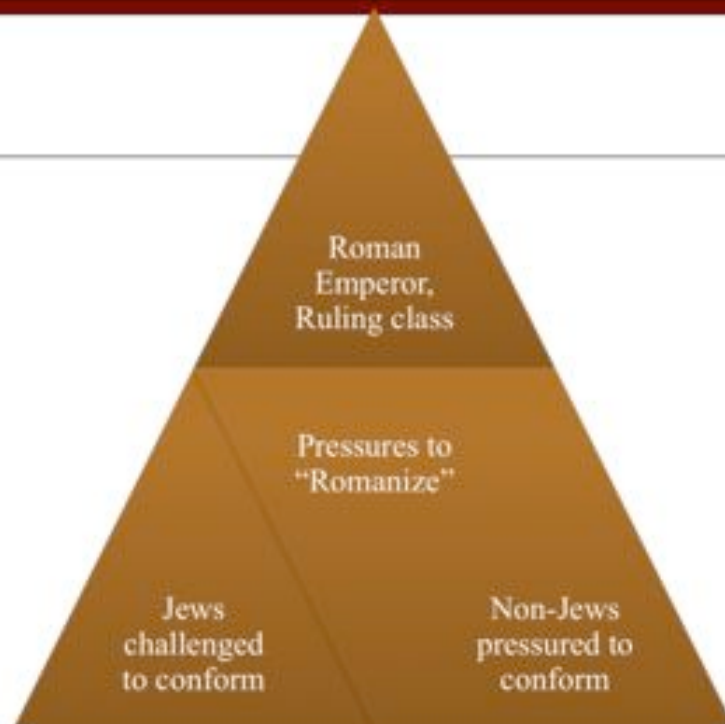 Roman
Emperor,
Ruling class
Pressures to
“Romanize”
Jews
challenged
to conform
Non-Jews
pressured to
conform